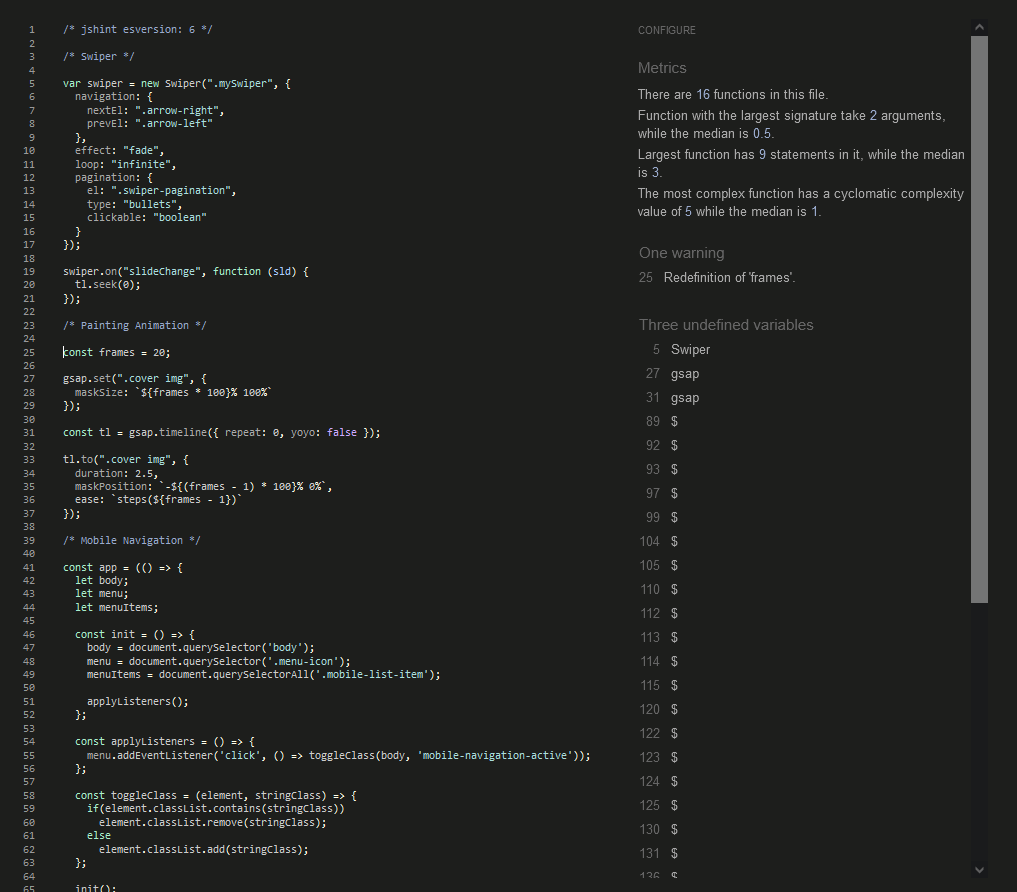 1 /* jshint esversion: 6 */
2
3 /* Swiper */
4
5 var swiper = new Swiper(".mySwiper", {
6 navigation: {
7 nextEl: ".arrow-right",
8 prevEl: ".arrow-left"
9 },
10 effect: "fade",
11 loop: "infinite",
12 pagination: {
13 el: ".swiper-pagination",
14 type: "bullets",
15 clickable: "boolean"
16 }
17 });
18
19 swiper.on("slideChange", function (sld) {
20 tl.seek(0);
21 });
22
23 /* Painting Animation */
24
25 const frames = 20;
26
27 gsap.set(".cover img", {
28 maskSize: `${frames * 100}% 100%`
29 });
30
31 const tl = gsap.timeline({ repeat: 0, yoyo: false });
32
33 tl.to(".cover img", {
34 duration: 2.5,
35 maskPosition: `-${(frames - 1) * 100}% 0%`,
36 ease: `steps(${frames - 1})`
37 });
38
39 /* Mobile Navigation */
40
41 const app = (() => {
42 let body;
43 let menu;
44 let menuItems;
45
46 const init = () => {
47 body = document.querySelector('body');
48 menu = document.querySelector('.menu-icon');
49 menuItems = document.querySelectorAll('.mobile-list-item');
50
51 applyListeners();
52 };
53
54 const applyListeners = () => {
55 menu.addEventListener('click', () => toggleClass(body, 'mobile-navigation-active'));
56 };
57
58 const toggleClass = (element, stringClass) => {
59 if(element.classList.contains(stringClass))
60 element.classList.remove(stringClass);
61 else
62 element.classList.add(stringClass);
63 };
64
65 init();
CONFIGURE
Metrics
There are 16 functions in this file.
Function with the largest signature take 2 arguments,
while the median is 0.5.
Largest function has 9 statements in it, while the median
is 3.
The most complex function has a cyclomatic complexity
value of 5 while the median is 1.
One warning
25 Redefinition of 'frames'.
Three undefined variables
5 Swiper
27 gsap
31 gsap
89 $
92 $
93 $
97 $
99 $
104 $
105 $
110 $
112 $
113 $
114 $
115 $
120 $
122 $
123 $
124 $
125 $
130 $
131 $
136 $